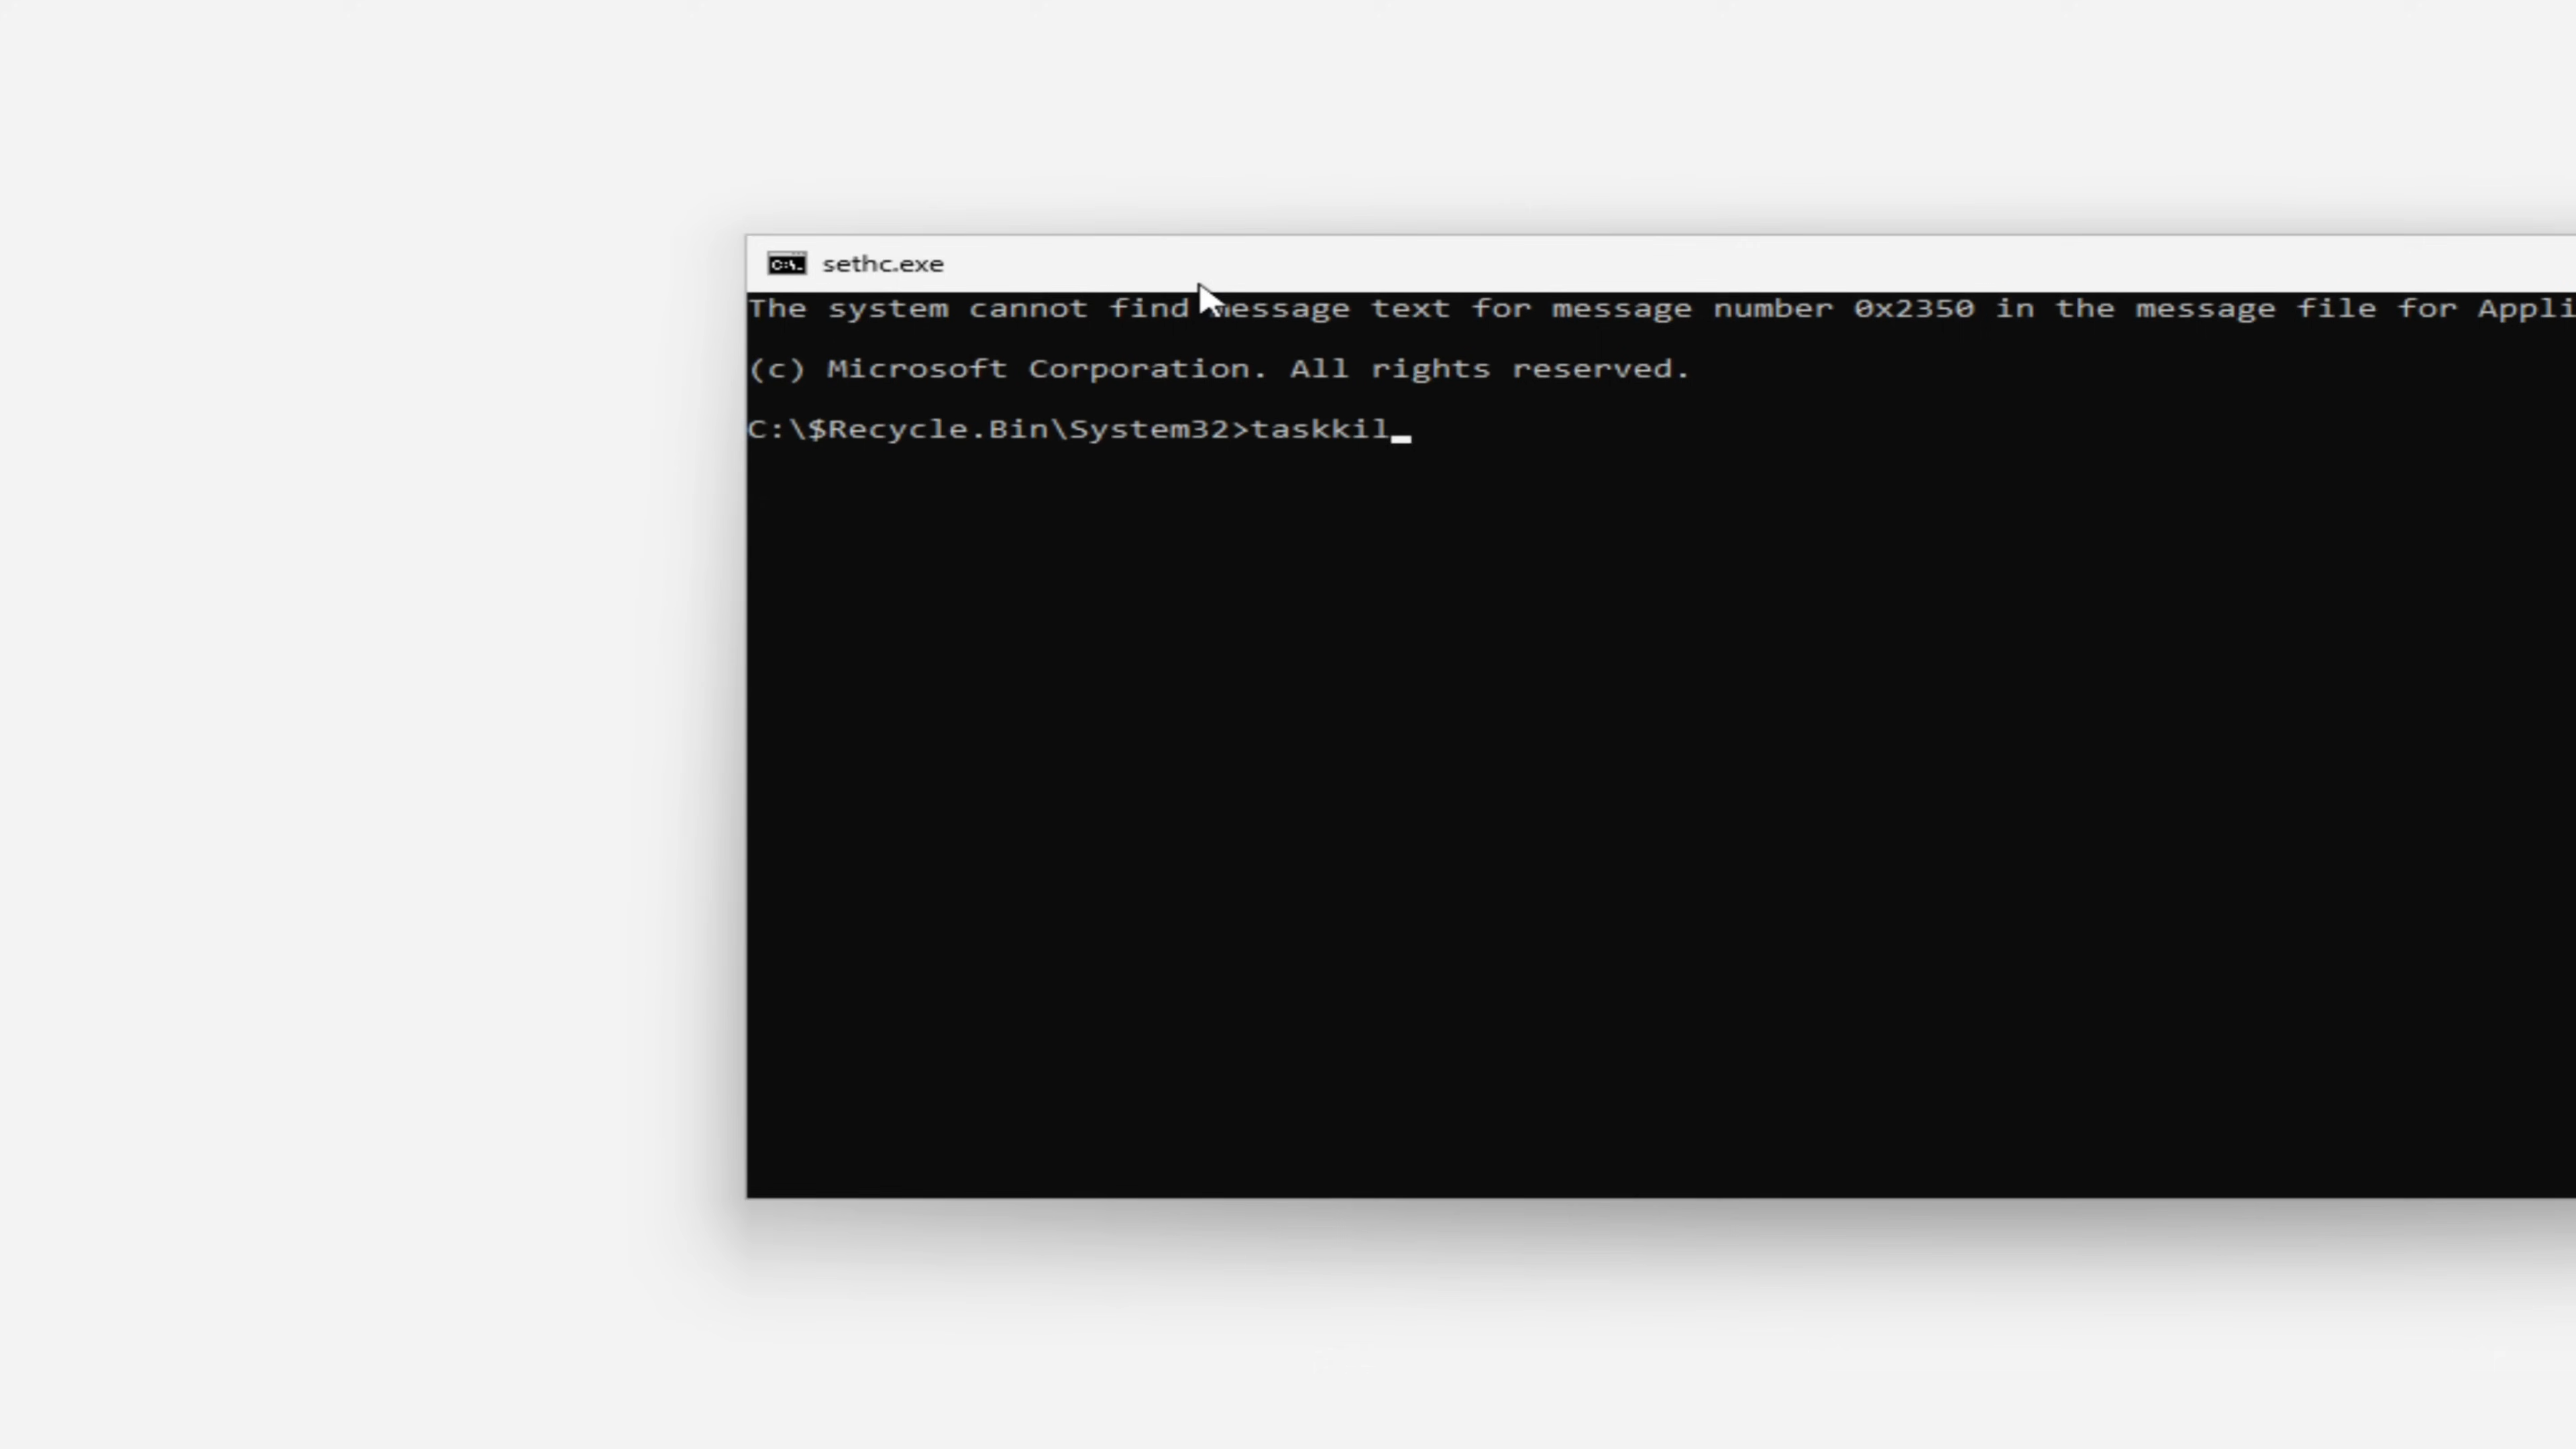 sethc.exe
The system cannot find message text for message number 0x2350 in the message file for Appli
(c) Microsoft Corporation. All rights reserved.
C:\$Recycle.Bin\System32>taskkil